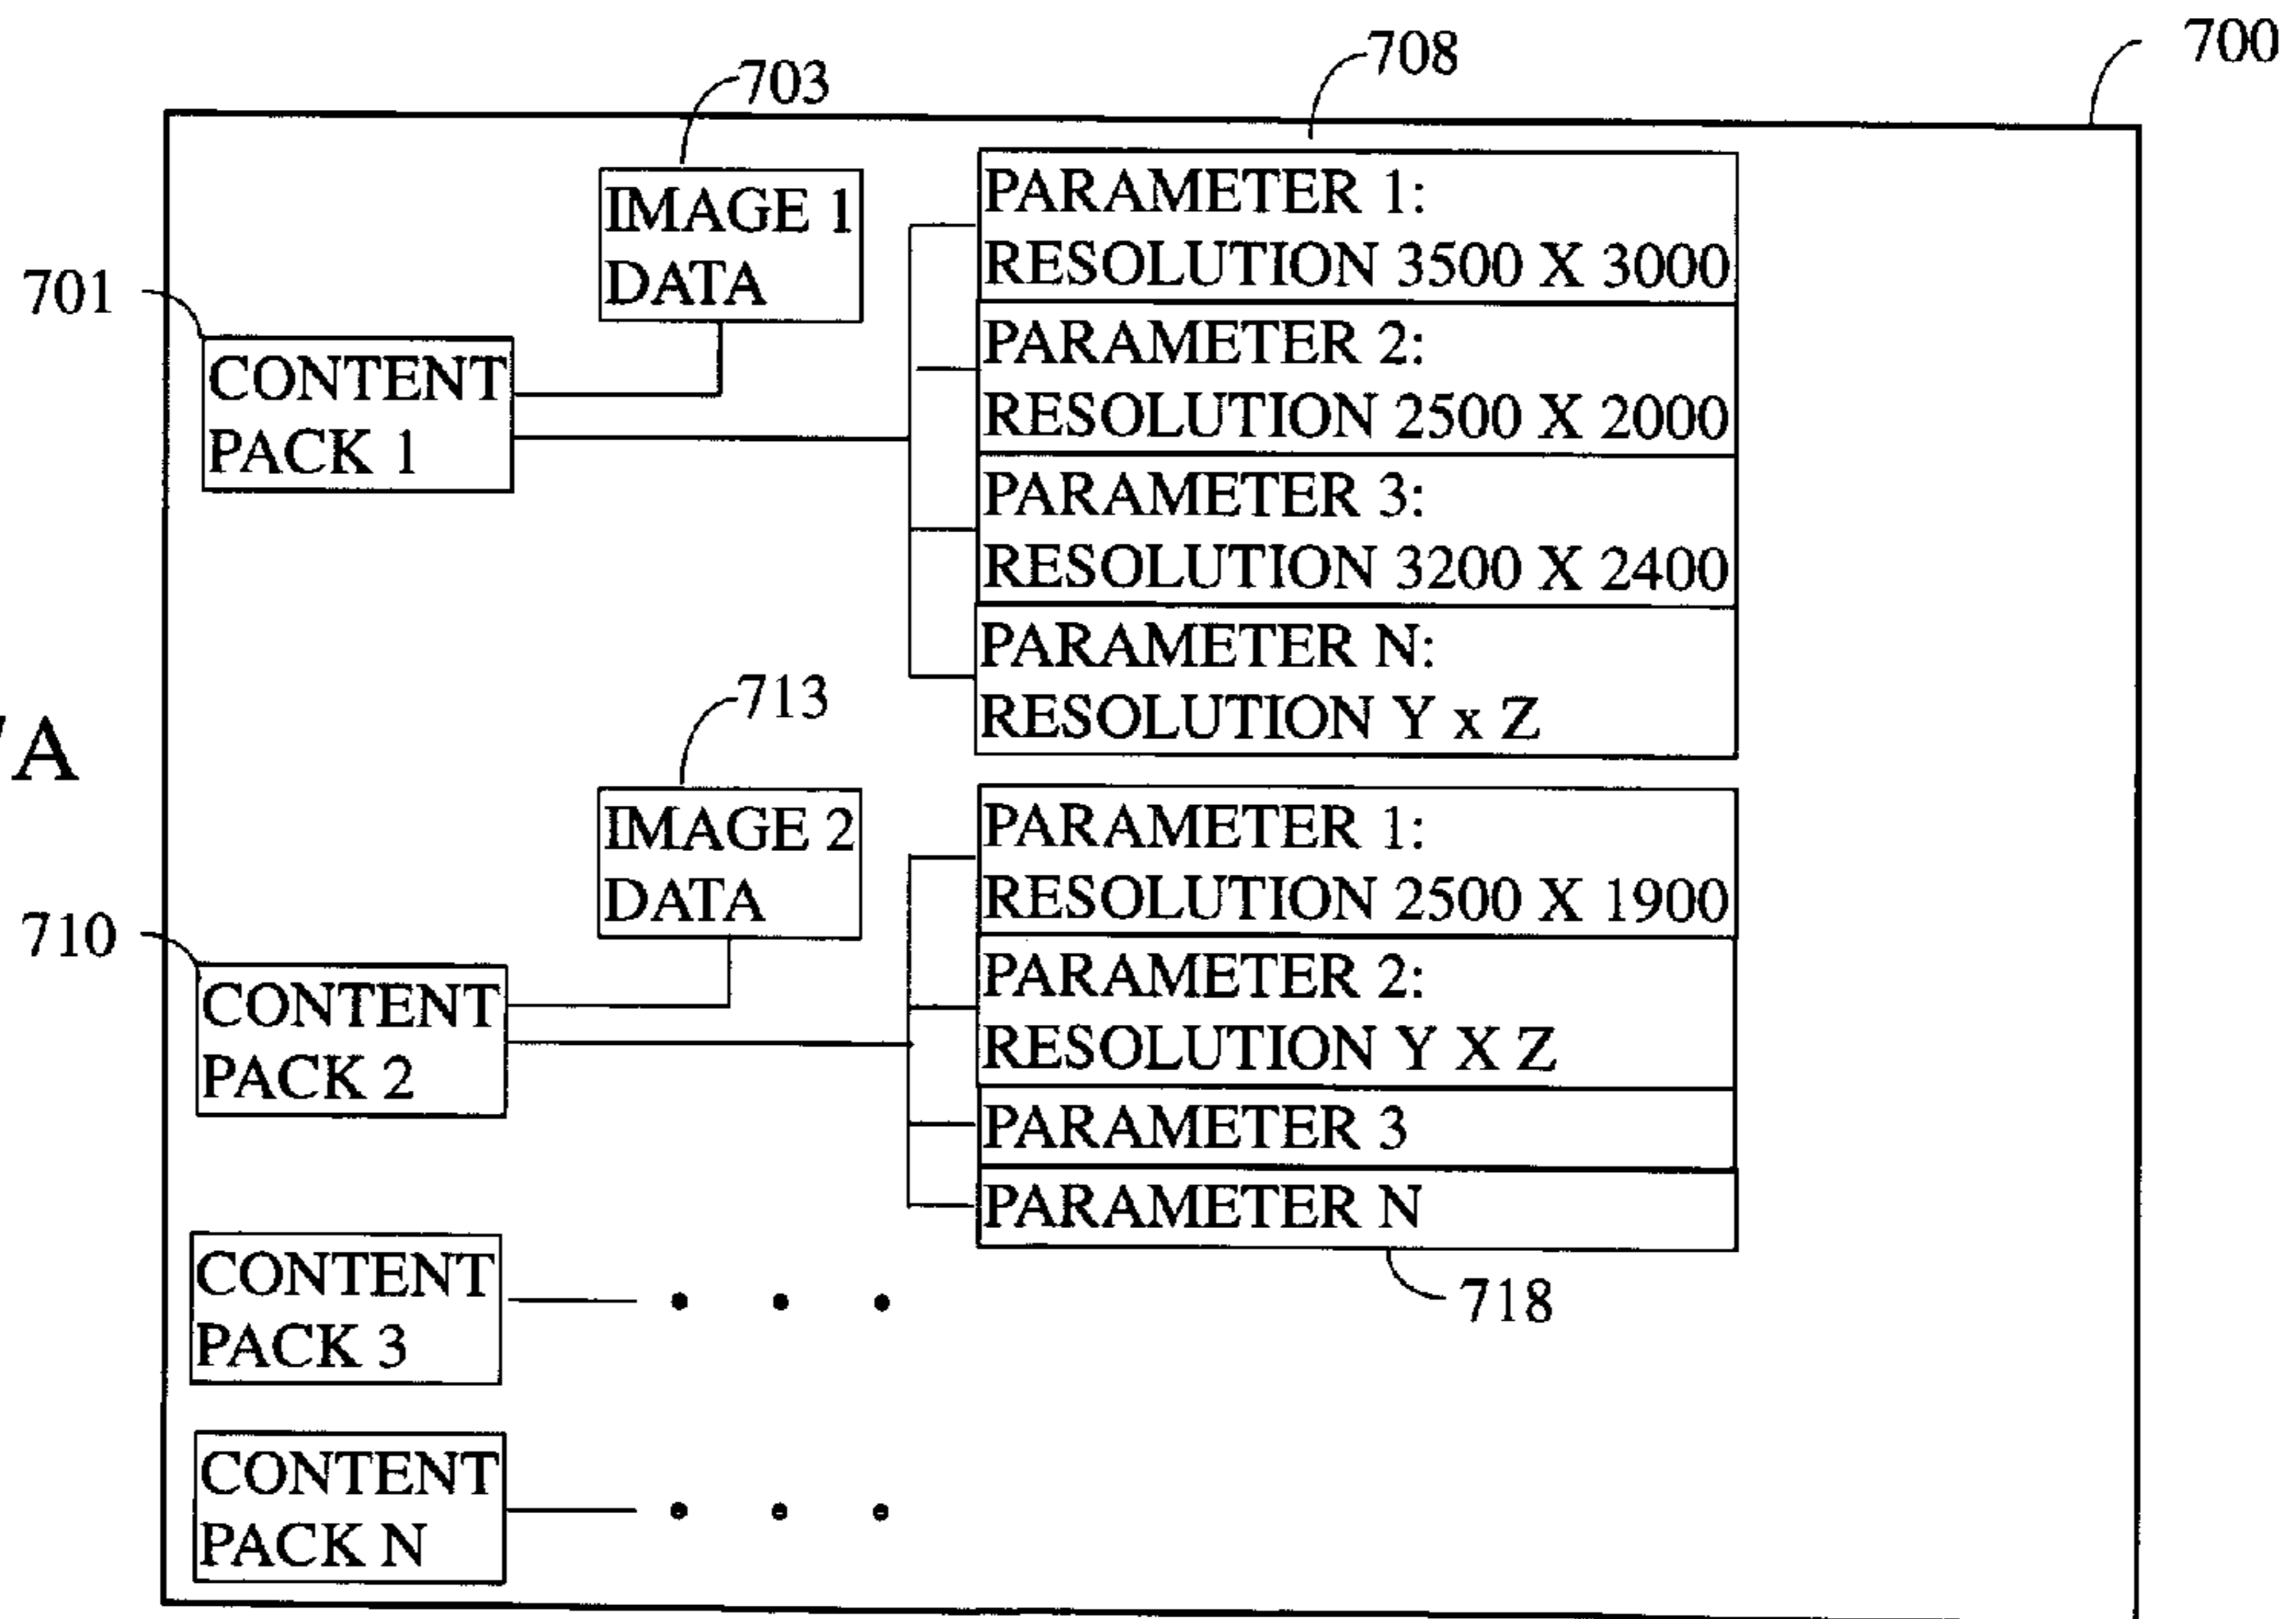 708
700
703
IMAGE 1
DATA
PARAMETER 1:
RESOLUTION 3500 X 3000
701
CONTENT
PACK 1
PARAMETER 2:
RESOLUTION 2500 X 2000
PARAMETER 3:
RESOLUTION 3200 X 2400
PARAMETER N:
RESOLUTION Y x Z
713
7A
IMAGE 2
DATA
PARAMETER 1:
RESOLUTION 2500 X 1900
710
CONTENT
PACK 2
PARAMETER 2:
RESOLUTION Y X Z
PARAMETER 3
PARAMETER N
718
CONTENT
PACK 3
• • •
CONTENT
PACK N
• • •